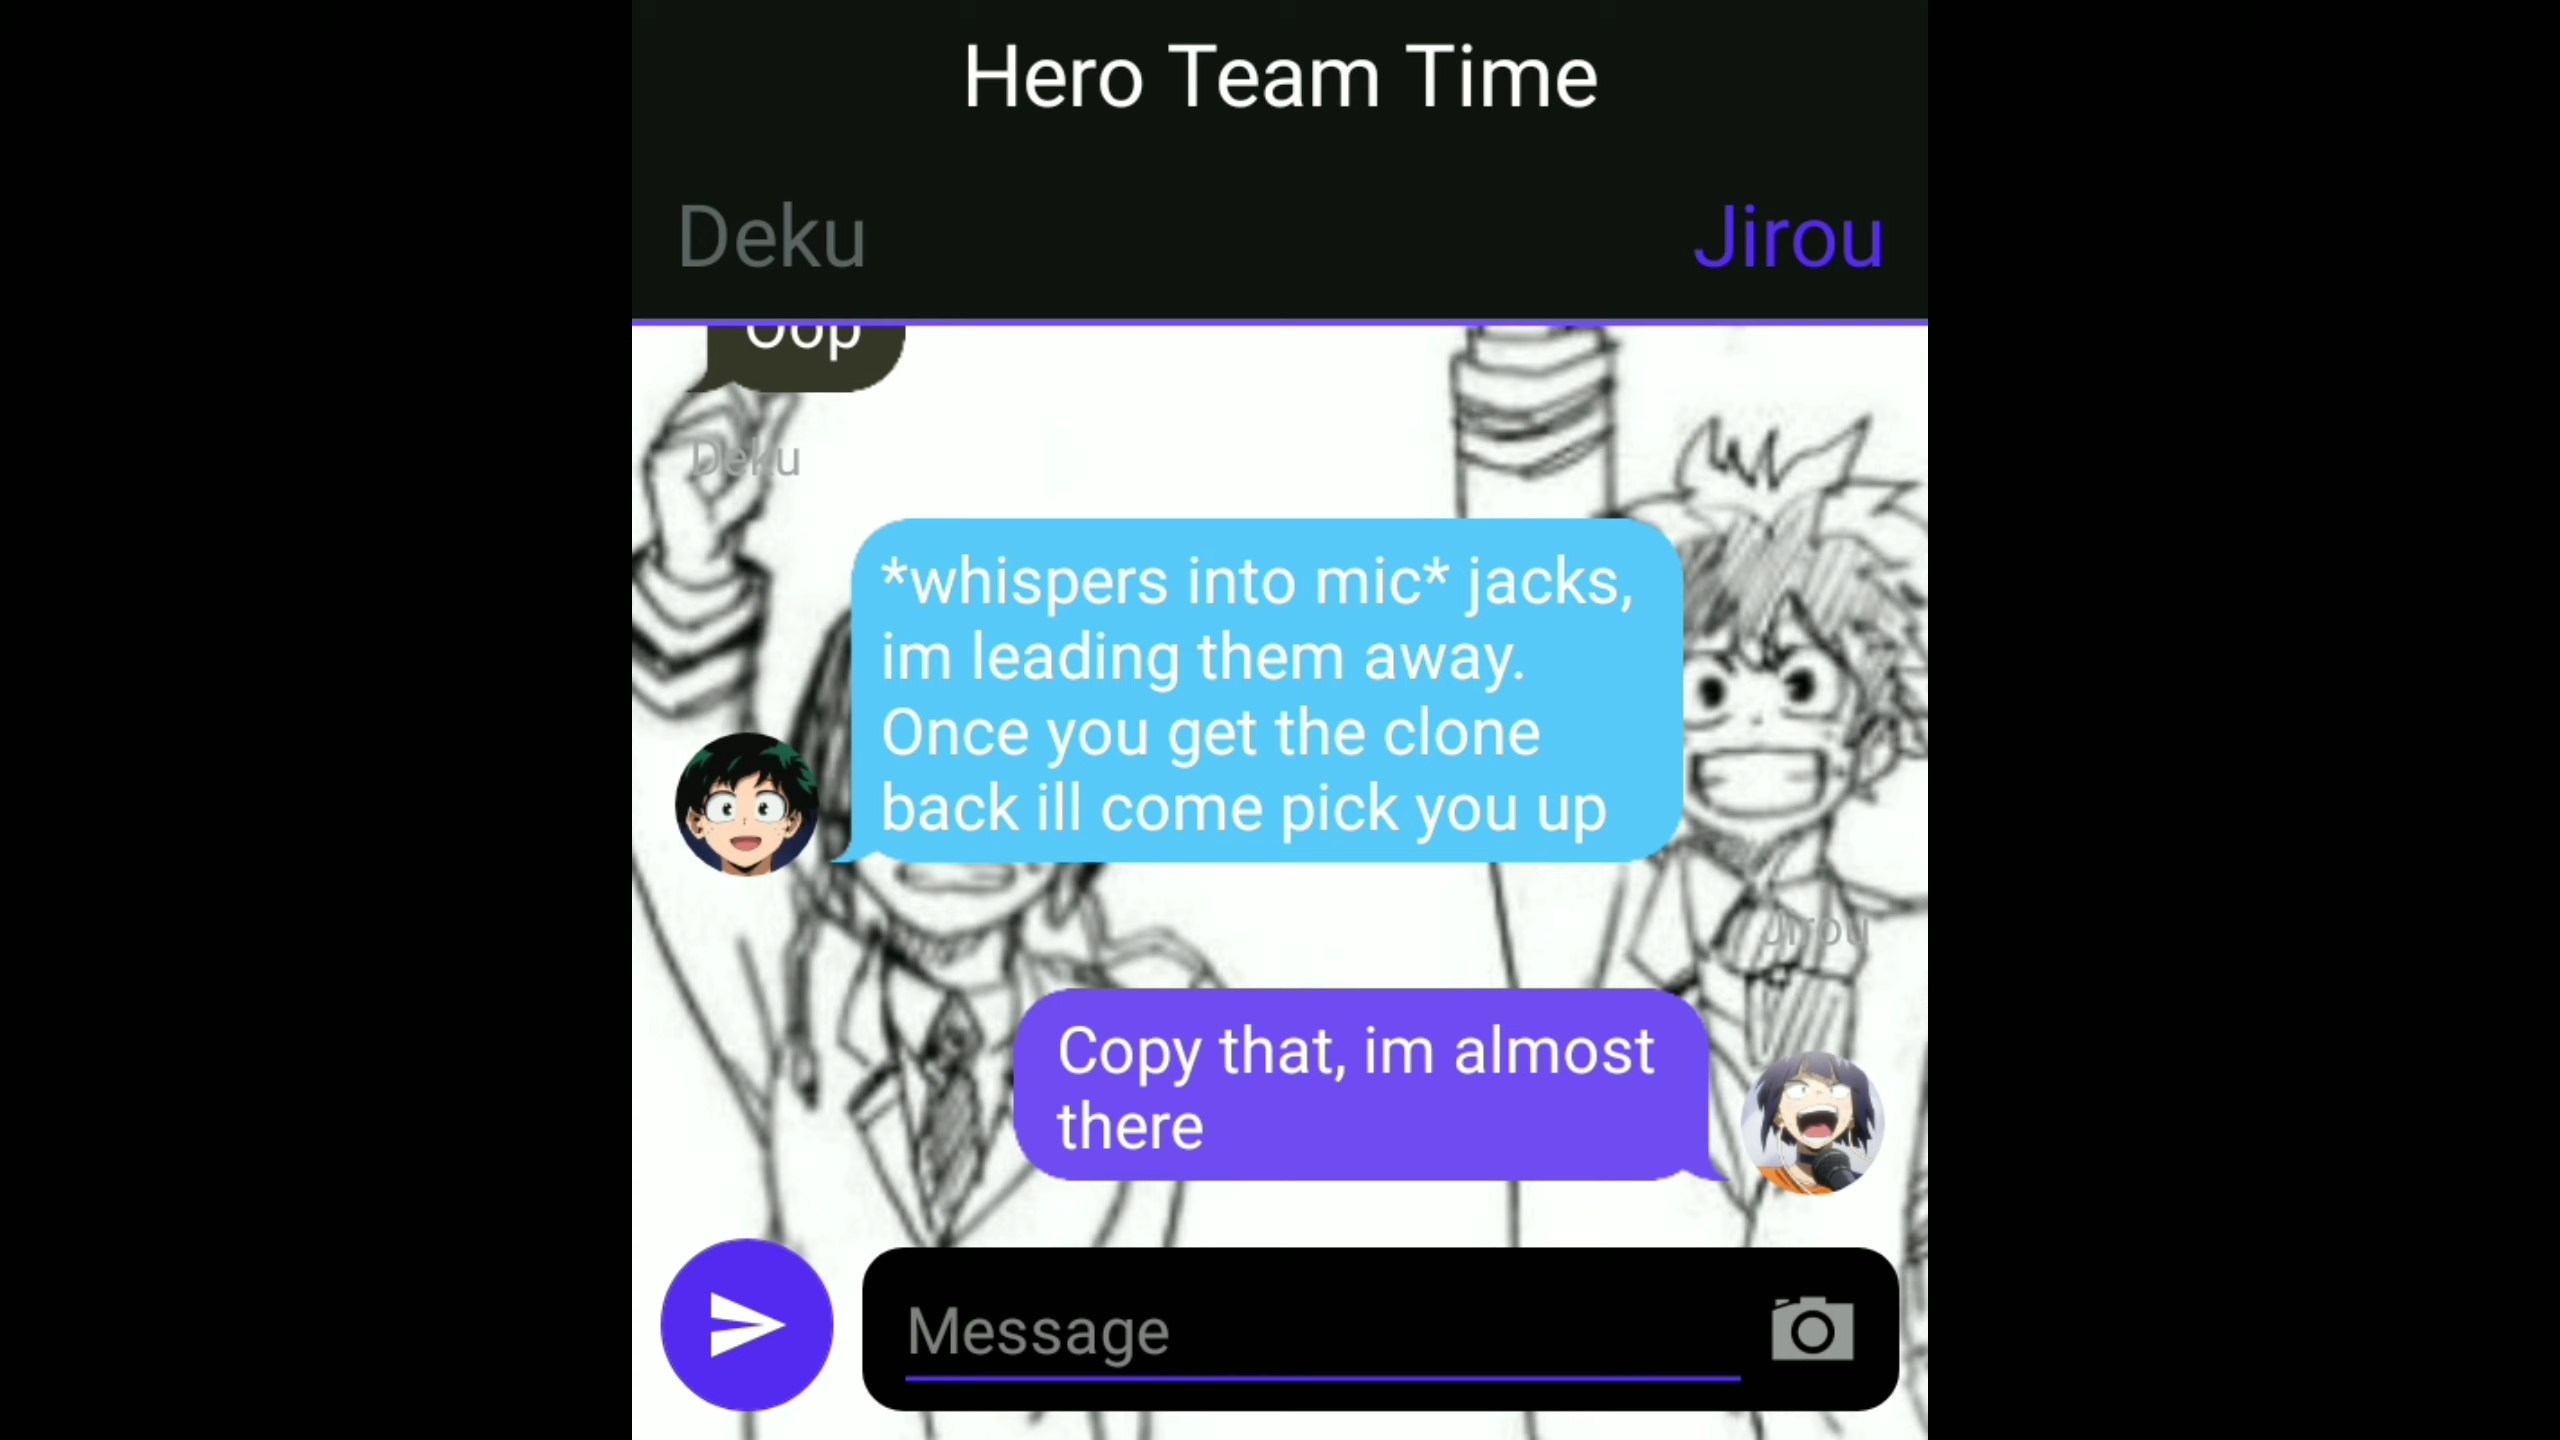 Hero Team Time
Deku
Jirou
Oop
Deku
*whispers into mic* jacks,
im leading them away.
Once you get the clone
back ill come pick you up
Jirou
Copy that, im almost
there
Message